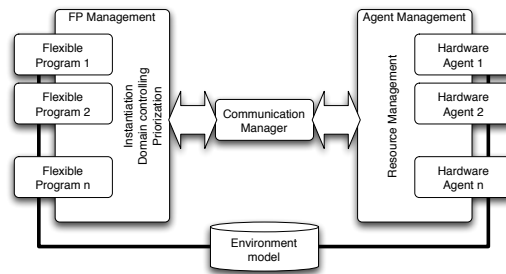 FP Management
Flexible
Program 1
Flexible
Program 2
Flexible
Program n
Instantiation
Domain controlling
Priorization
Communication
Manager
Agent Management
Resource Management
Hardware
Agent 1
Hardware
Agent 2
Hardware
Agent n
Environment
model